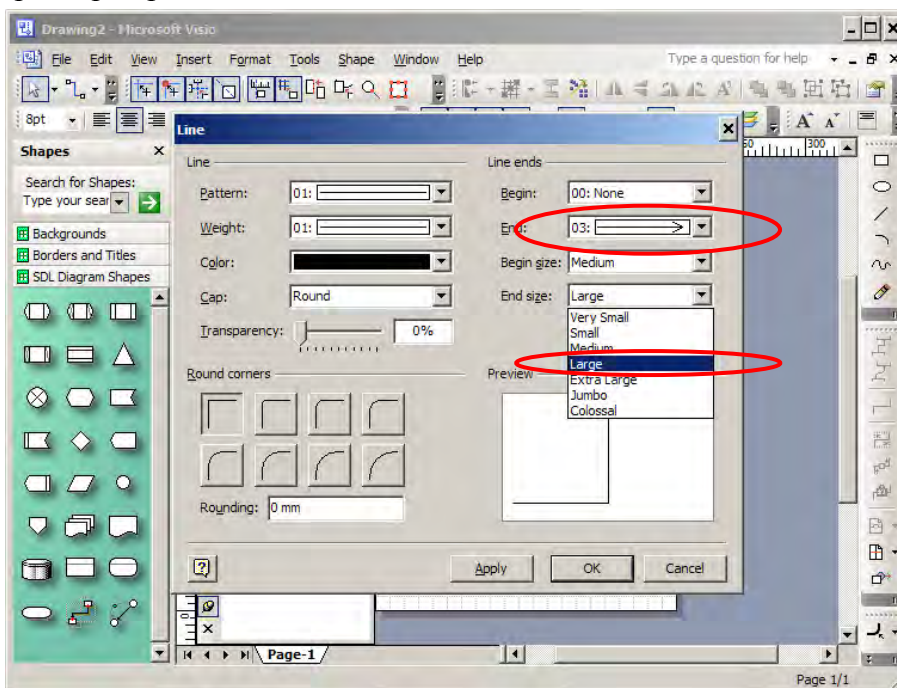 Drawing2 - Microsoft Visio
File Edit View Insert Format Tools Shape Window Help Type a question for help
8pt
Shapes
Search for Shapes:
Type your sear
Backgrounds
Borders and Titles
SDL Diagram Shapes
Line
Line
Pattern: 01:
Weight: 01:
Color:
Cap: Round
Transparency: 0%
Round corners
Rounding: 0 mm
Line ends
Begin: 00: None
End: 03:
Begin size: Medium
End size: Large
Very Small
Small
Medium
Large
Extra Large
Jumbo
Colossal
Preview
Apply OK Cancel
300
Page-1
Page 1/1